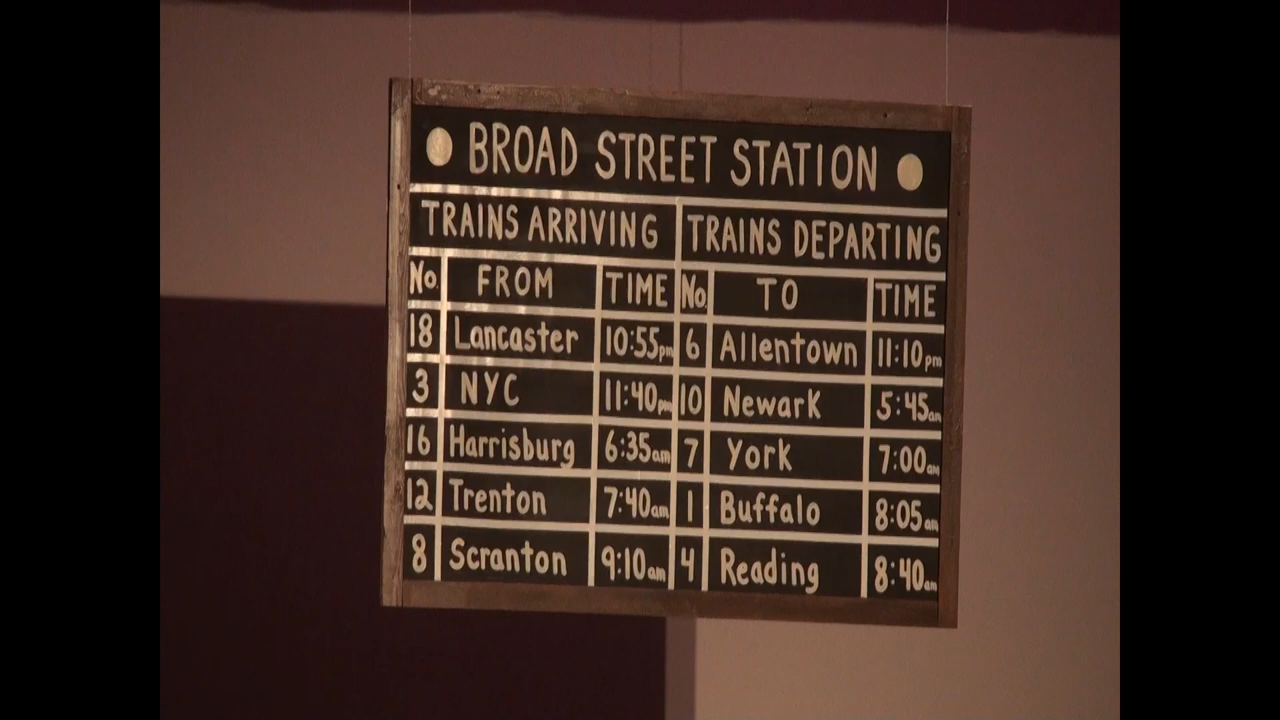 BROAD STREET STATION
TRAINS ARRIVING TRAINS DEPARTING
No. FROM TIME No. TO TIME
18 Lancaster 10:55pm 6 Allentown 11:10pm
3 NYC 11:40pm 10 Newark 5:45am
16 Harrisburg 6:35am 7 York 7:00am
12 Trenton 7:40am 1 Buffalo 8:05am
8 Scranton 9:10am 4 Reading 8:40am